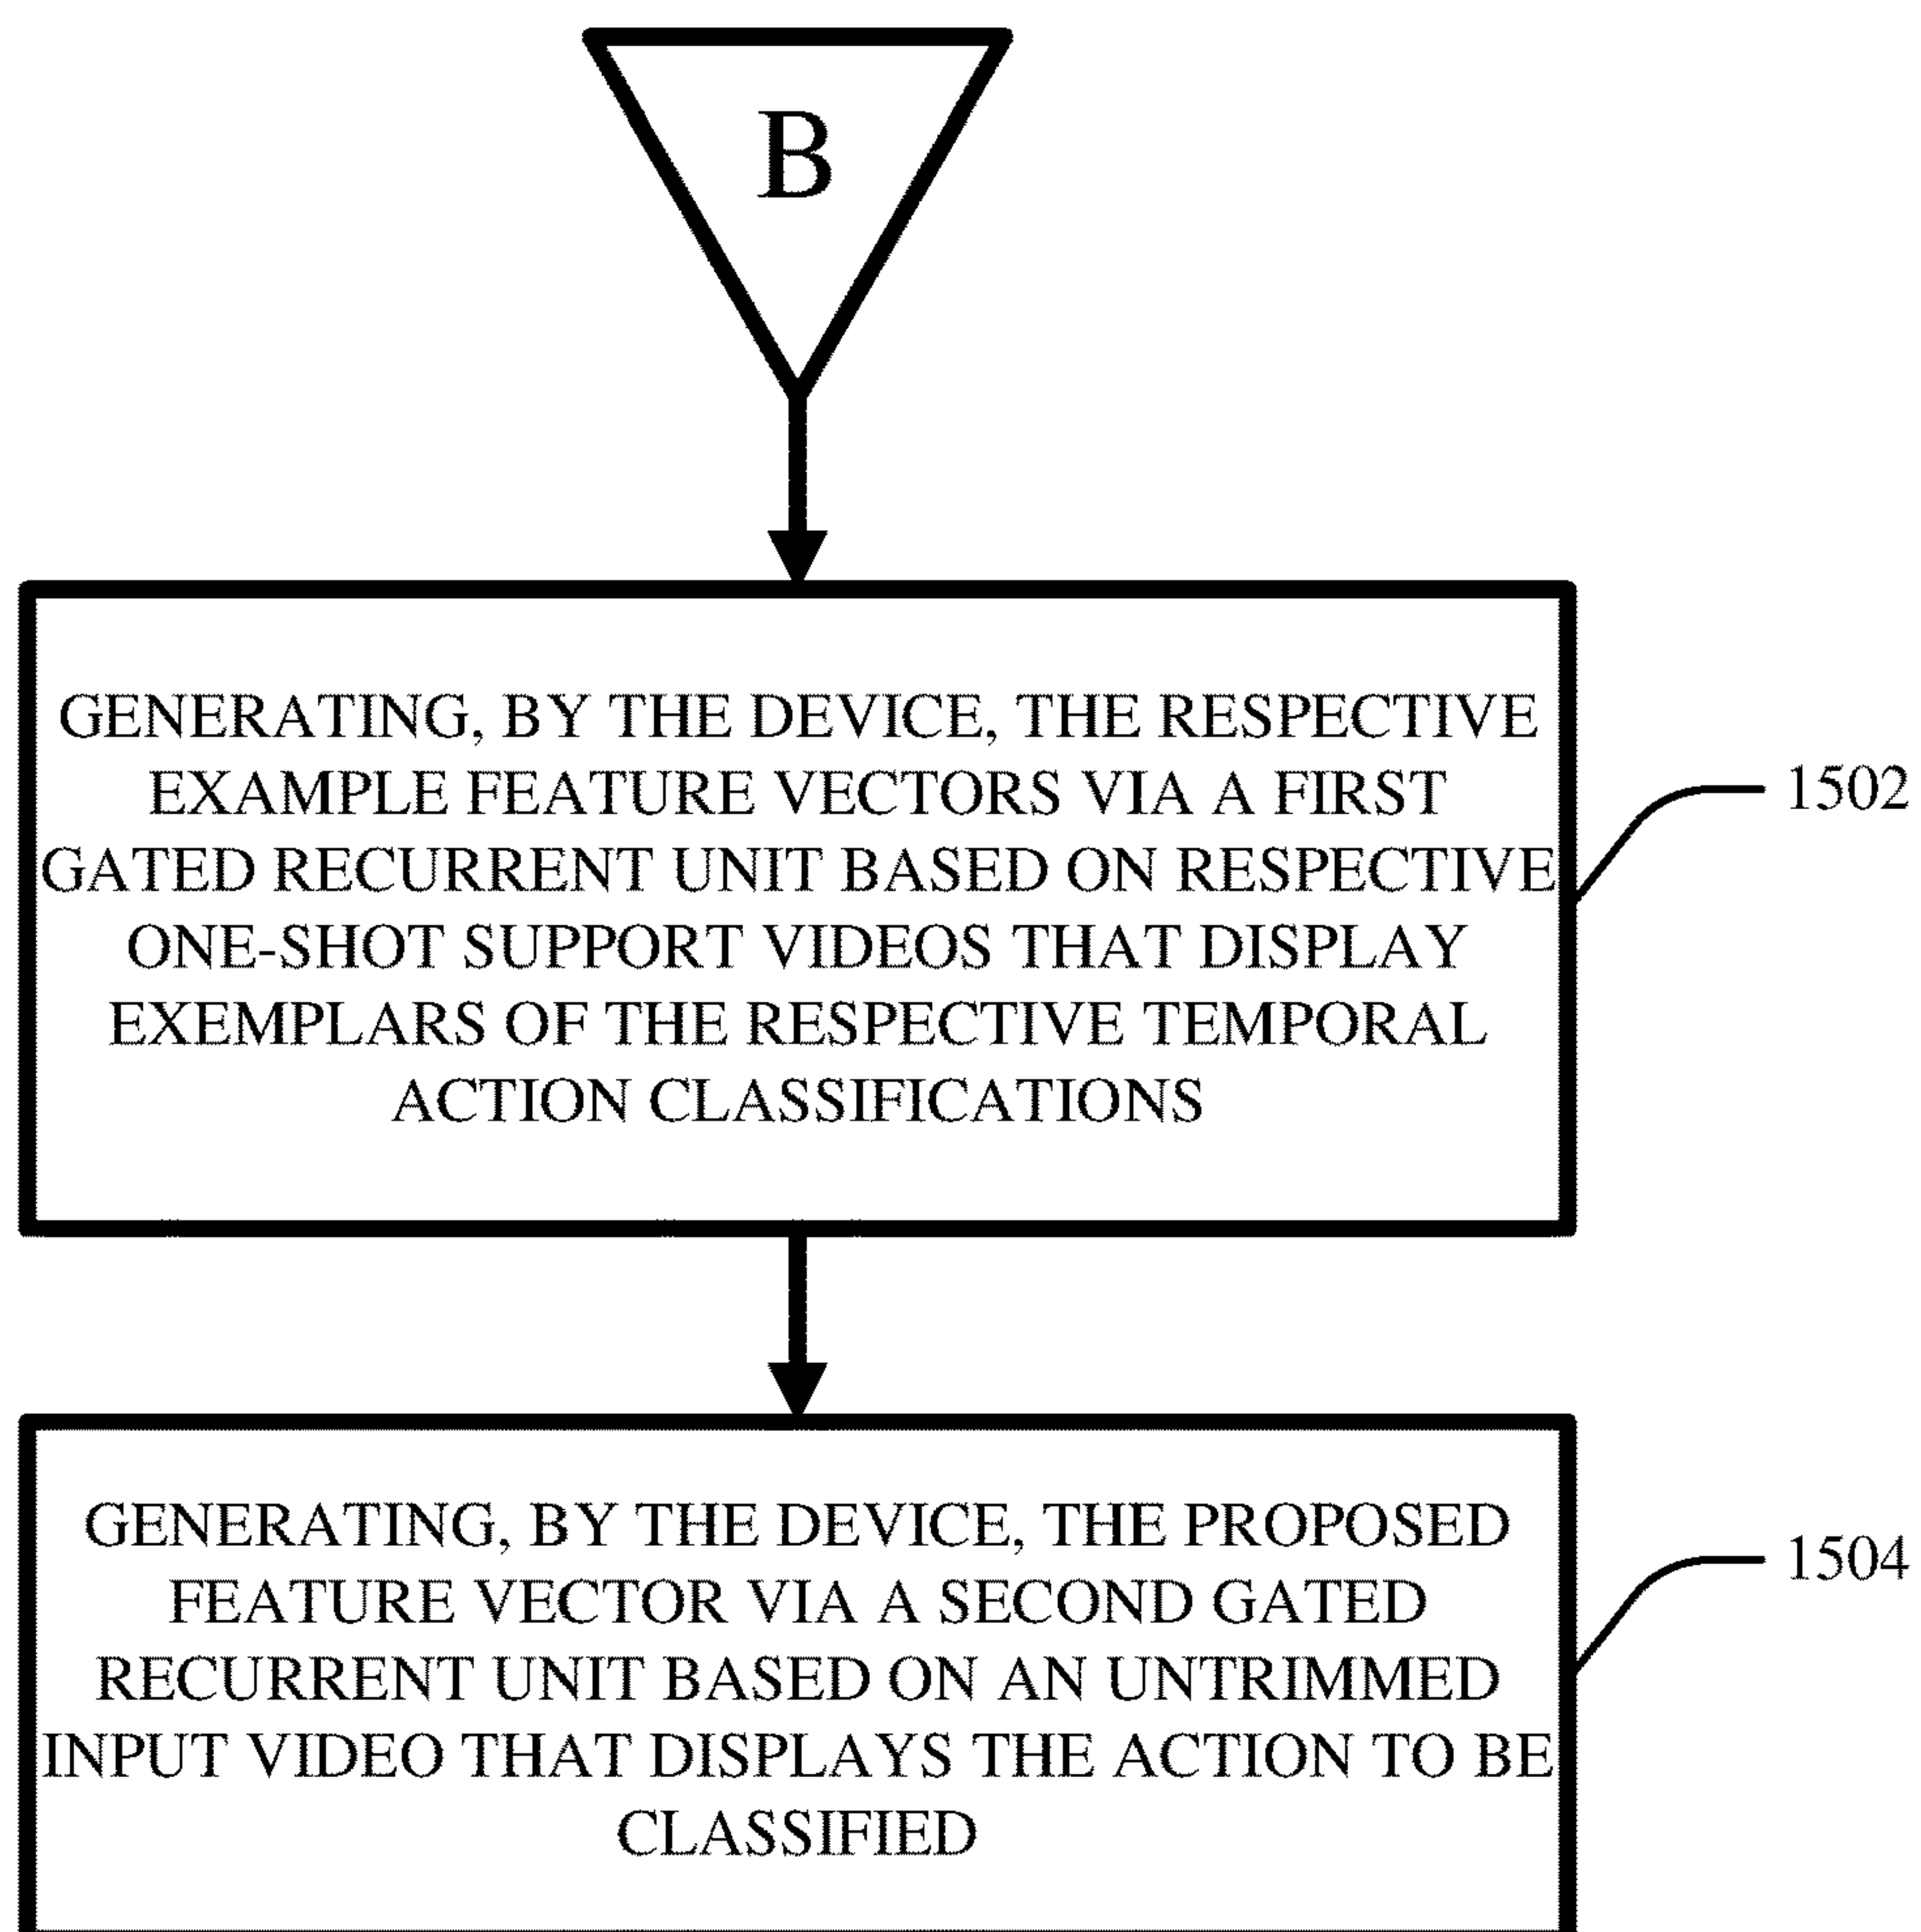 B
GENERATING, BY THE DEVICE, THE RESPECTIVE
EXAMPLE FEATURE VECTORS VIA A FIRST
GATED RECURRENT UNIT BASED ON RESPECTIVE
ONE-SHOT SUPPORT VIDEOS THAT DISPLAY
EXEMPLARS OF THE RESPECTIVE TEMPORAL
ACTION CLASSIFICATIONS
1502
GENERATING, BY THE DEVICE, THE PROPOSED
FEATURE VECTOR VIA A SECOND GATED
RECURRENT UNIT BASED ON AN UNTRIMMED
INPUT VIDEO THAT DISPLAYS THE ACTION TO BE
CLASSIFIED
1504